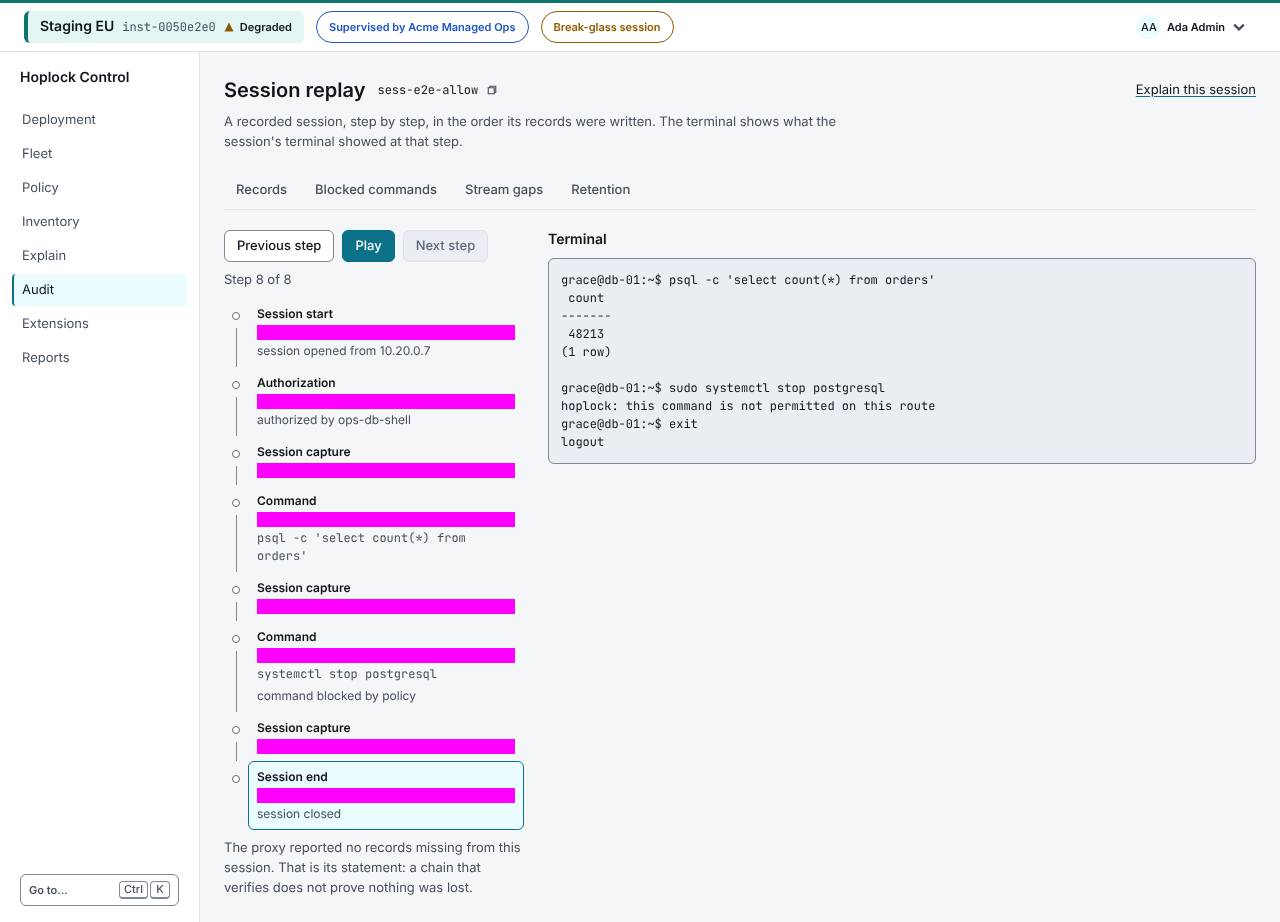 Staging EU inst-0050e2e0 Degraded
Supervised by Acme Managed Ops
Break-glass session
AA Ada Admin
Hoplock Control
Deployment
Fleet
Policy
Inventory
Explain
Audit
Extensions
Reports
Go to... Ctrl K
Session replay sess-e2e-allow
Explain this session
A recorded session, step by step, in the order its records were written. The terminal shows what the
session's terminal showed at that step.
Records Blocked commands Stream gaps Retention
Previous step Play Next step
Step 8 of 8
Session start
session opened from 10.20.0.7
Authorization
authorized by ops-db-shell
Session capture
Command
psql -c 'select count(*) from
orders'
Session capture
Command
systemctl stop postgresql
command blocked by policy
Session capture
Session end
session closed
The proxy reported no records missing from this
session. That is its statement: a chain that
verifies does not prove nothing was lost.
Terminal
grace@db-01:~$ psql -c 'select count(*) from orders'
count
-------
48213
(1 row)
grace@db-01:~$ sudo systemctl stop postgresql
hoplock: this command is not permitted on this route
grace@db-01:~$ exit
logout